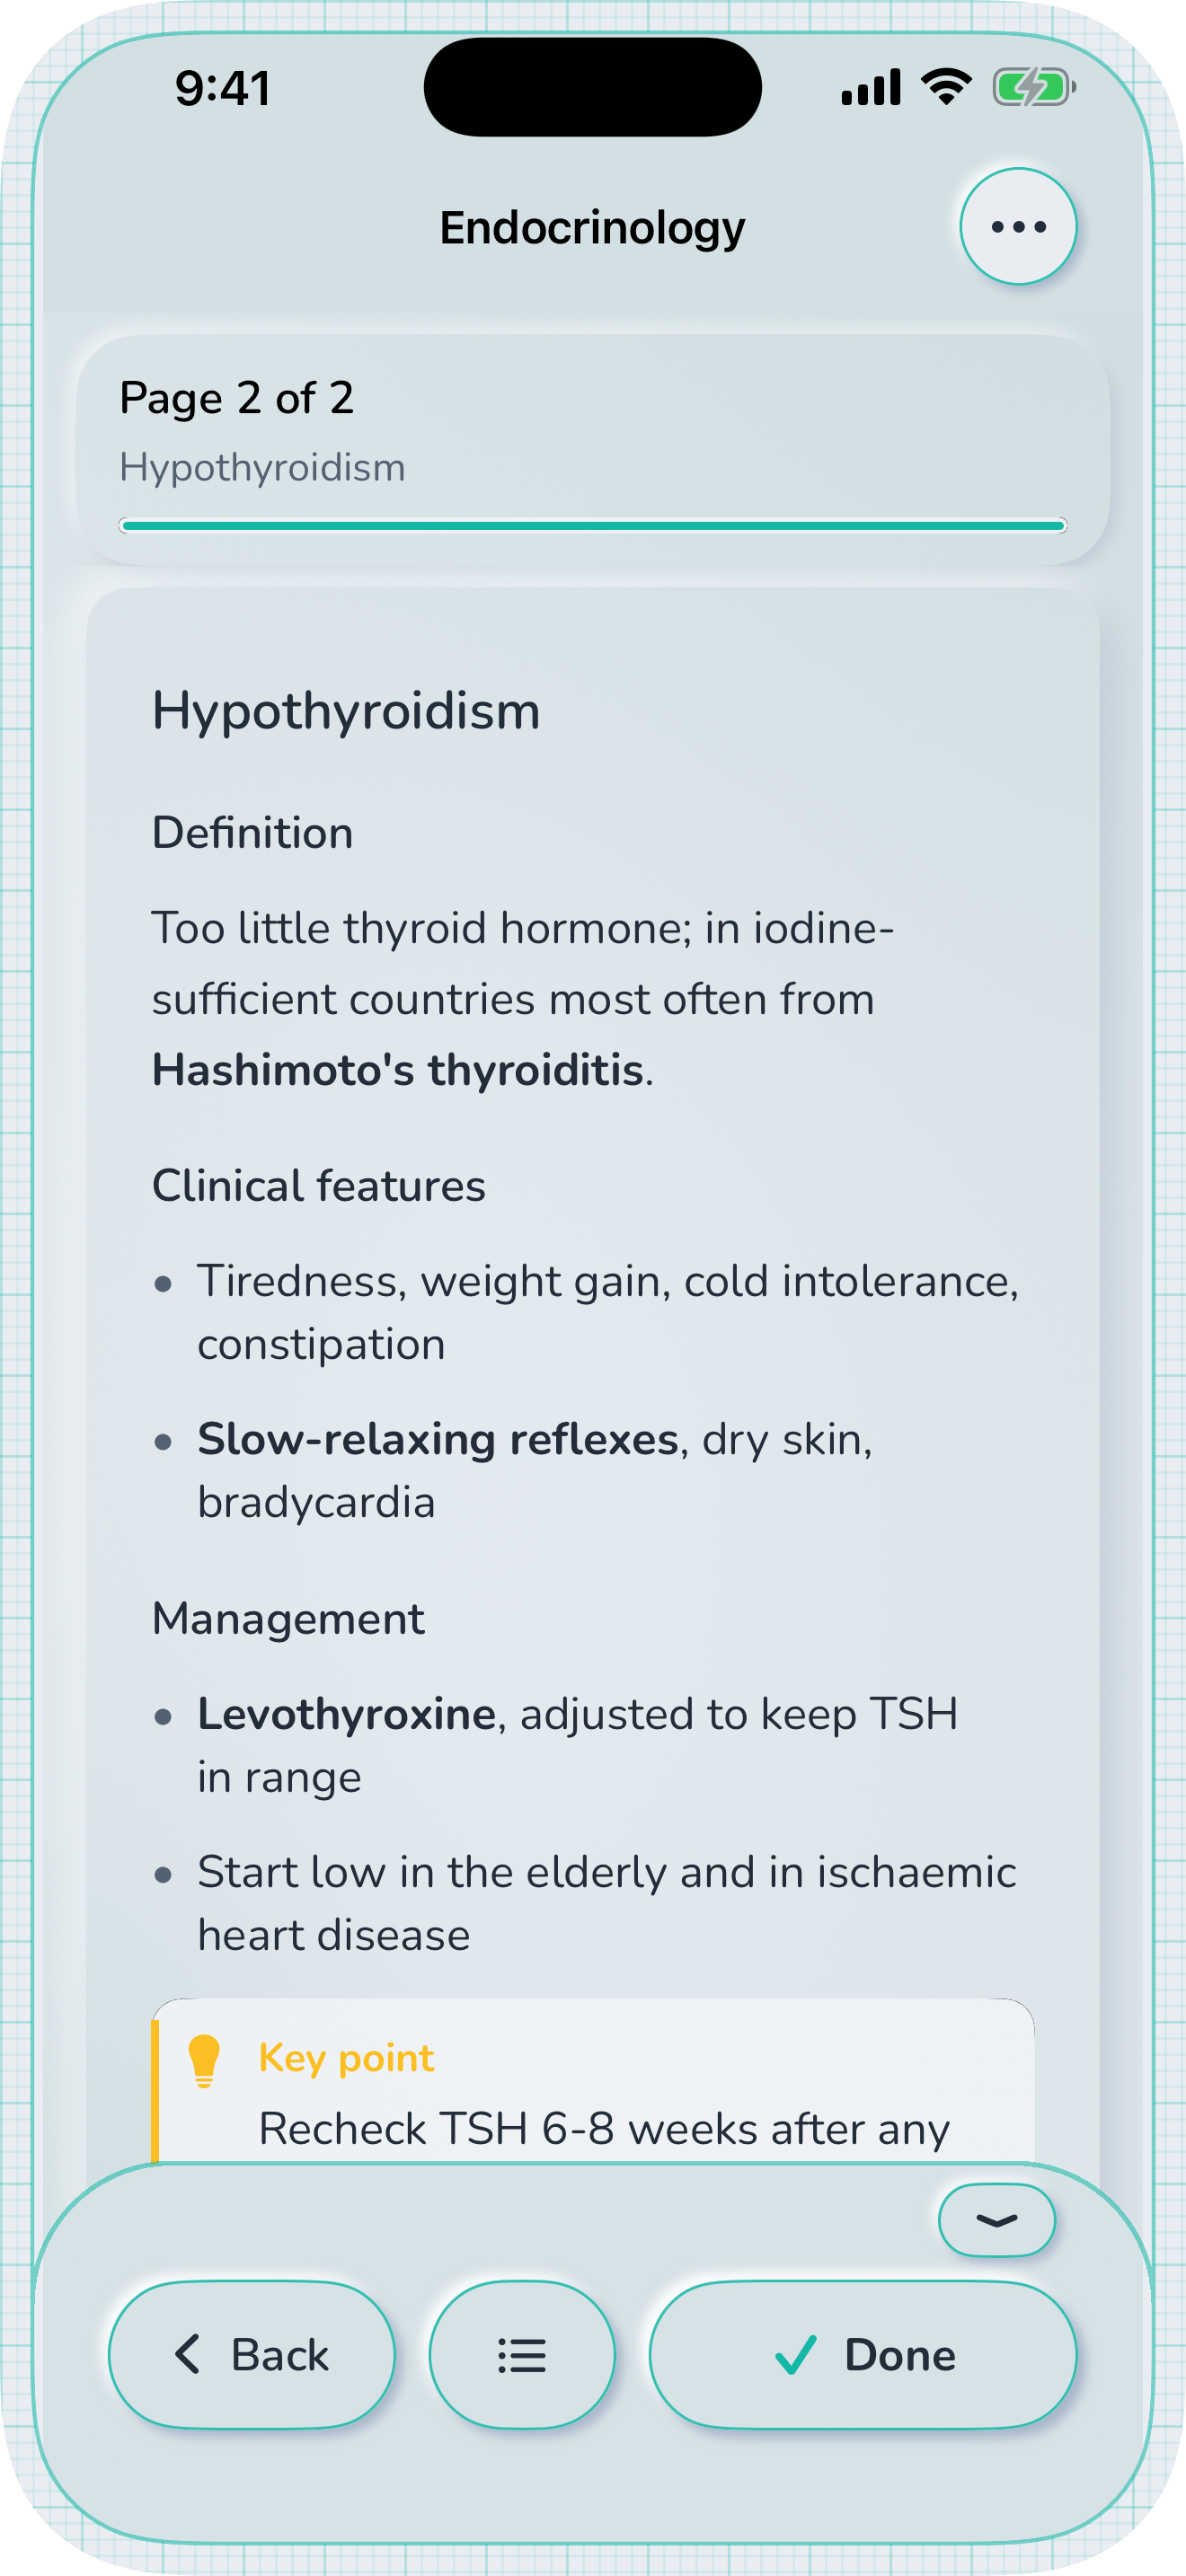 9:41
Endocrinology
Page 2 of 2
Hypothyroidism
Hypothyroidism
Definition
Too little thyroid hormone; in iodine-
sufficient countries most often from
Hashimoto's thyroiditis.
Clinical features
Tiredness, weight gain, cold intolerance,
constipation
Slow-relaxing reflexes, dry skin,
bradycardia
Management
Levothyroxine, adjusted to keep TSH
in range
Start low in the elderly and in ischaemic
heart disease
Key point
Recheck TSH 6-8 weeks after any
Back
Done